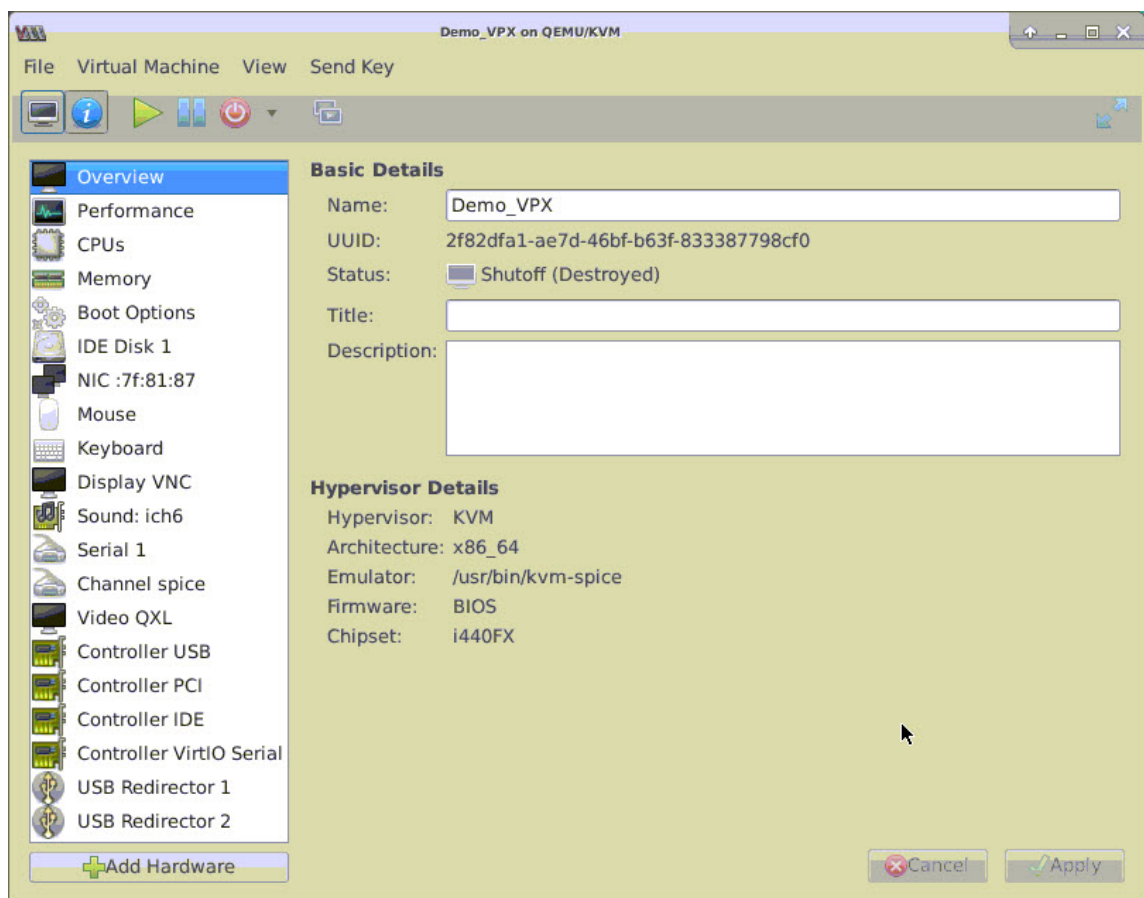 Demo_VPX on QEMU/KVM
File Virtual Machine View Send Key
Overview
Performance
CPUs
Memory
Boot Options
IDE Disk 1
NIC :7f:81:87
Mouse
Keyboard
Display VNC
Sound: ich6
Serial 1
Channel spice
Video QXL
Controller USB
Controller PCI
Controller IDE
Controller VirtIO Serial
USB Redirector 1
USB Redirector 2
Add Hardware
Basic Details
Name: Demo_VPX
UUID: 2f82dfa1-ae7d-46bf-b63f-833387798cf0
Status: Shutoff (Destroyed)
Title:
Description:
Hypervisor Details
Hypervisor: KVM
Architecture: x86_64
Emulator: /usr/bin/kvm-spice
Firmware: BIOS
Chipset: i440FX
Cancel Apply